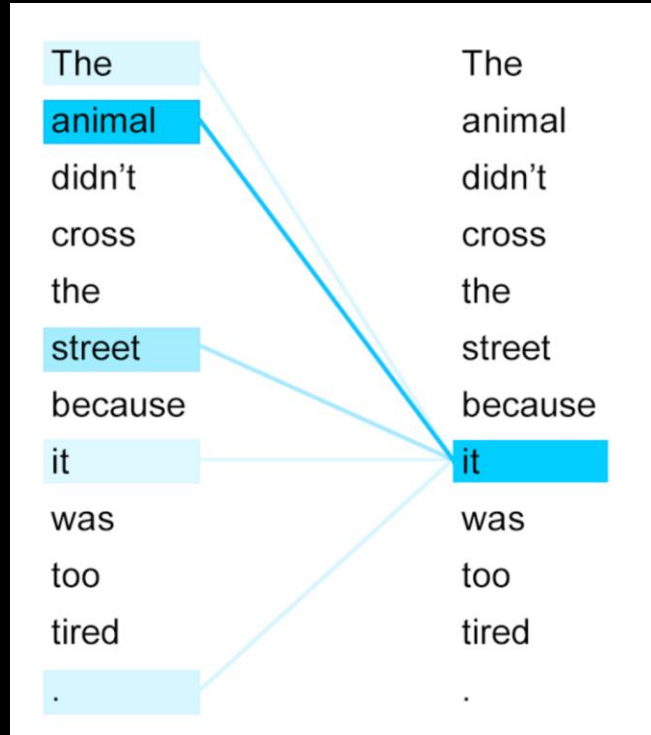 The The
animal animal
didn’t didn’t
cross cross
the the
street street
because because
it it
was was
too too
tired tired
. .